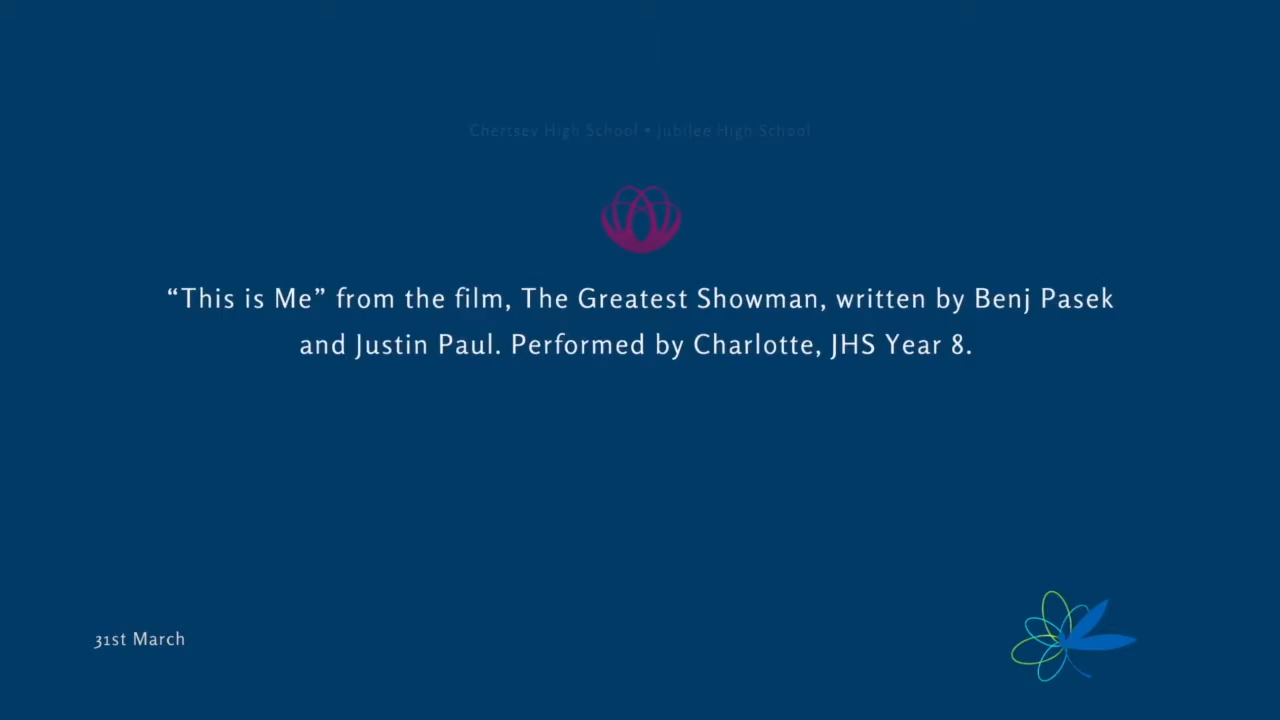 Chertsey High School • Jubilee High School
“This is Me” from the film, The Greatest Showman, written by Benj Pasek
and Justin Paul. Performed by Charlotte, JHS Year 8.
31st March